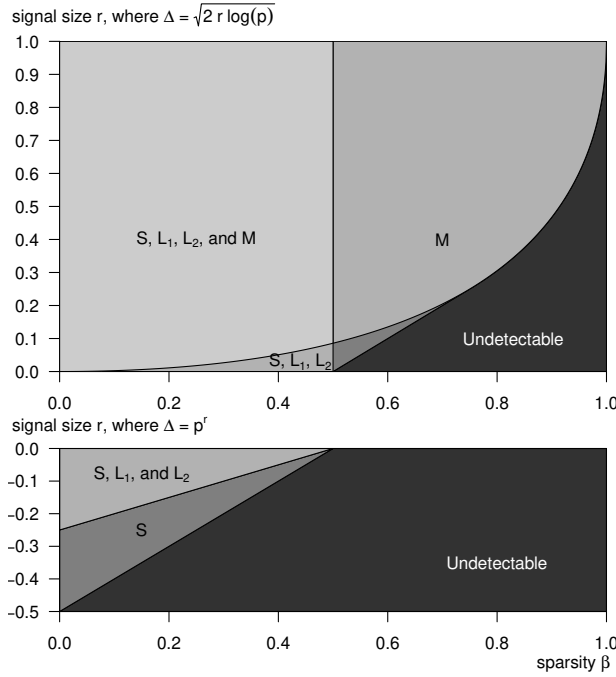 signal size r, where Δ = √2 r log(p)
1.0
0.9
0.8
0.7
0.6
0.5
0.4
0.3
0.2
0.1
0.0
S, L₁, L₂, and M
M
Undetectable
S, L₁, L₂
0.0 0.2 0.4 0.6 0.8 1.0
signal size r, where Δ = pʳ
0.0
−0.1
−0.2
−0.3
−0.4
−0.5
S, L₁, and L₂
S
Undetectable
0.0 0.2 0.4 0.6 0.8 1.0
sparsity β